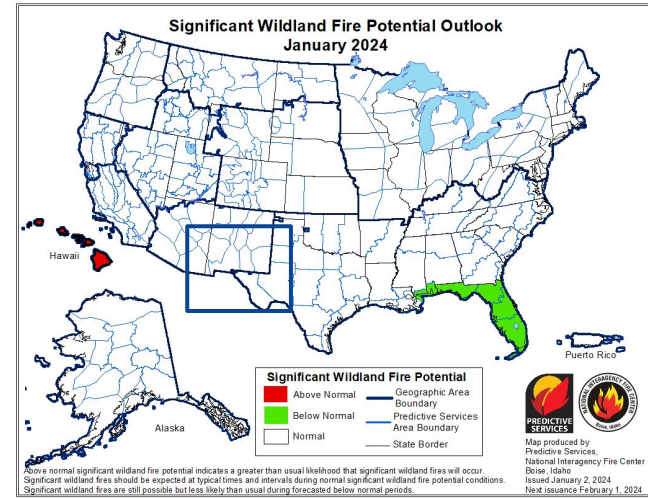 Significant Wildland Fire Potential Outlook
January 2024
Hawaii
Alaska
Puerto Rico
Significant Wildland Fire Potential
Above Normal
Below Normal
Normal
Geographic Area
Boundary
Predictive Services
Area Boundary
State Border
PREDICTIVE
SERVICES
NATIONAL INTERAGENCY FIRE CENTER
Boise, Idaho
Map produced by
Predictive Services,
National Interagency Fire Center
Boise, Idaho
Issued January 2, 2024
Next issuance February 1, 2024
Above normal significant wildland fire potential indicates a greater than usual likelihood that significant wildland fires will occur.
Significant wildland fires should be expected at typical times and intervals during normal significant wildland fire potential conditions.
Significant wildland fires are still possible but less likely than usual during forecasted below normal periods.